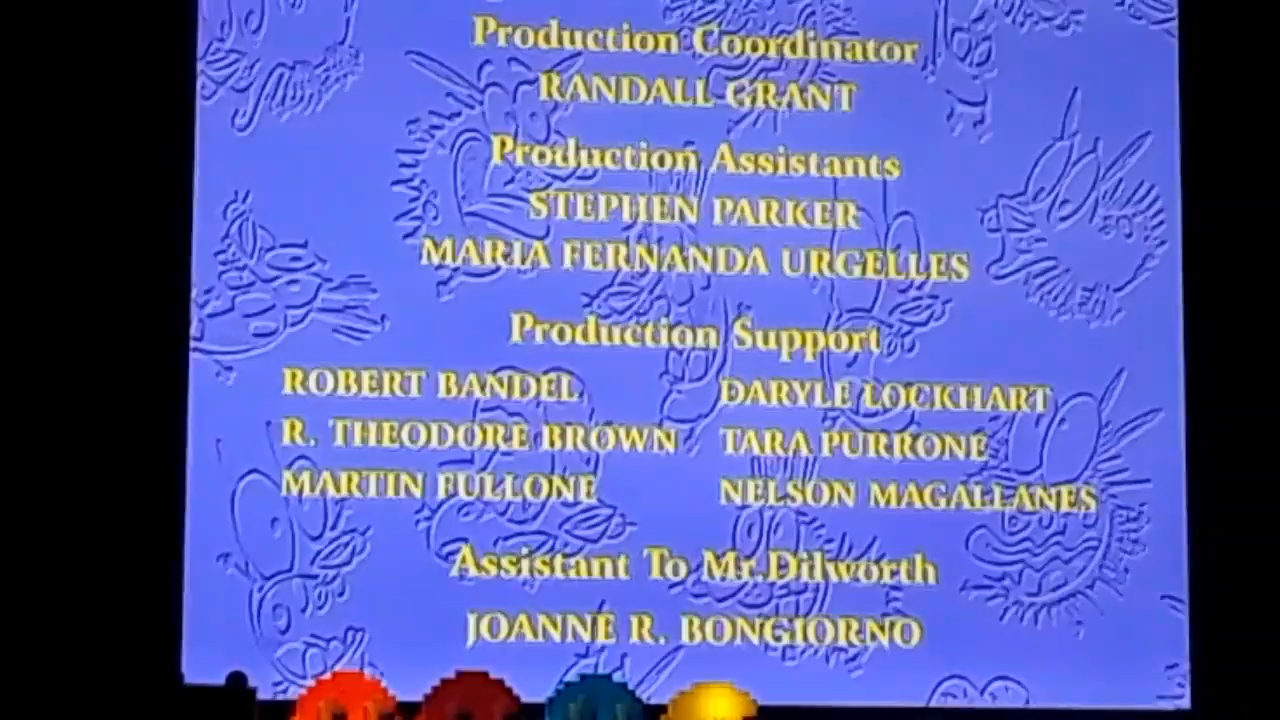 Production Coordinator
RANDALL GRANT
Production Assistants
STEPHEN PARKER
MARIA FERNANDA URGELLES
Production Support
ROBERT BANDEL DARYLE LOCKHART
R. THEODORE BROWN TARA PURRONE
MARTIN FULLONE NELSON MAGALLANES
Assistant To Mr.Dilworth
JOANNE R. BONGIORNO